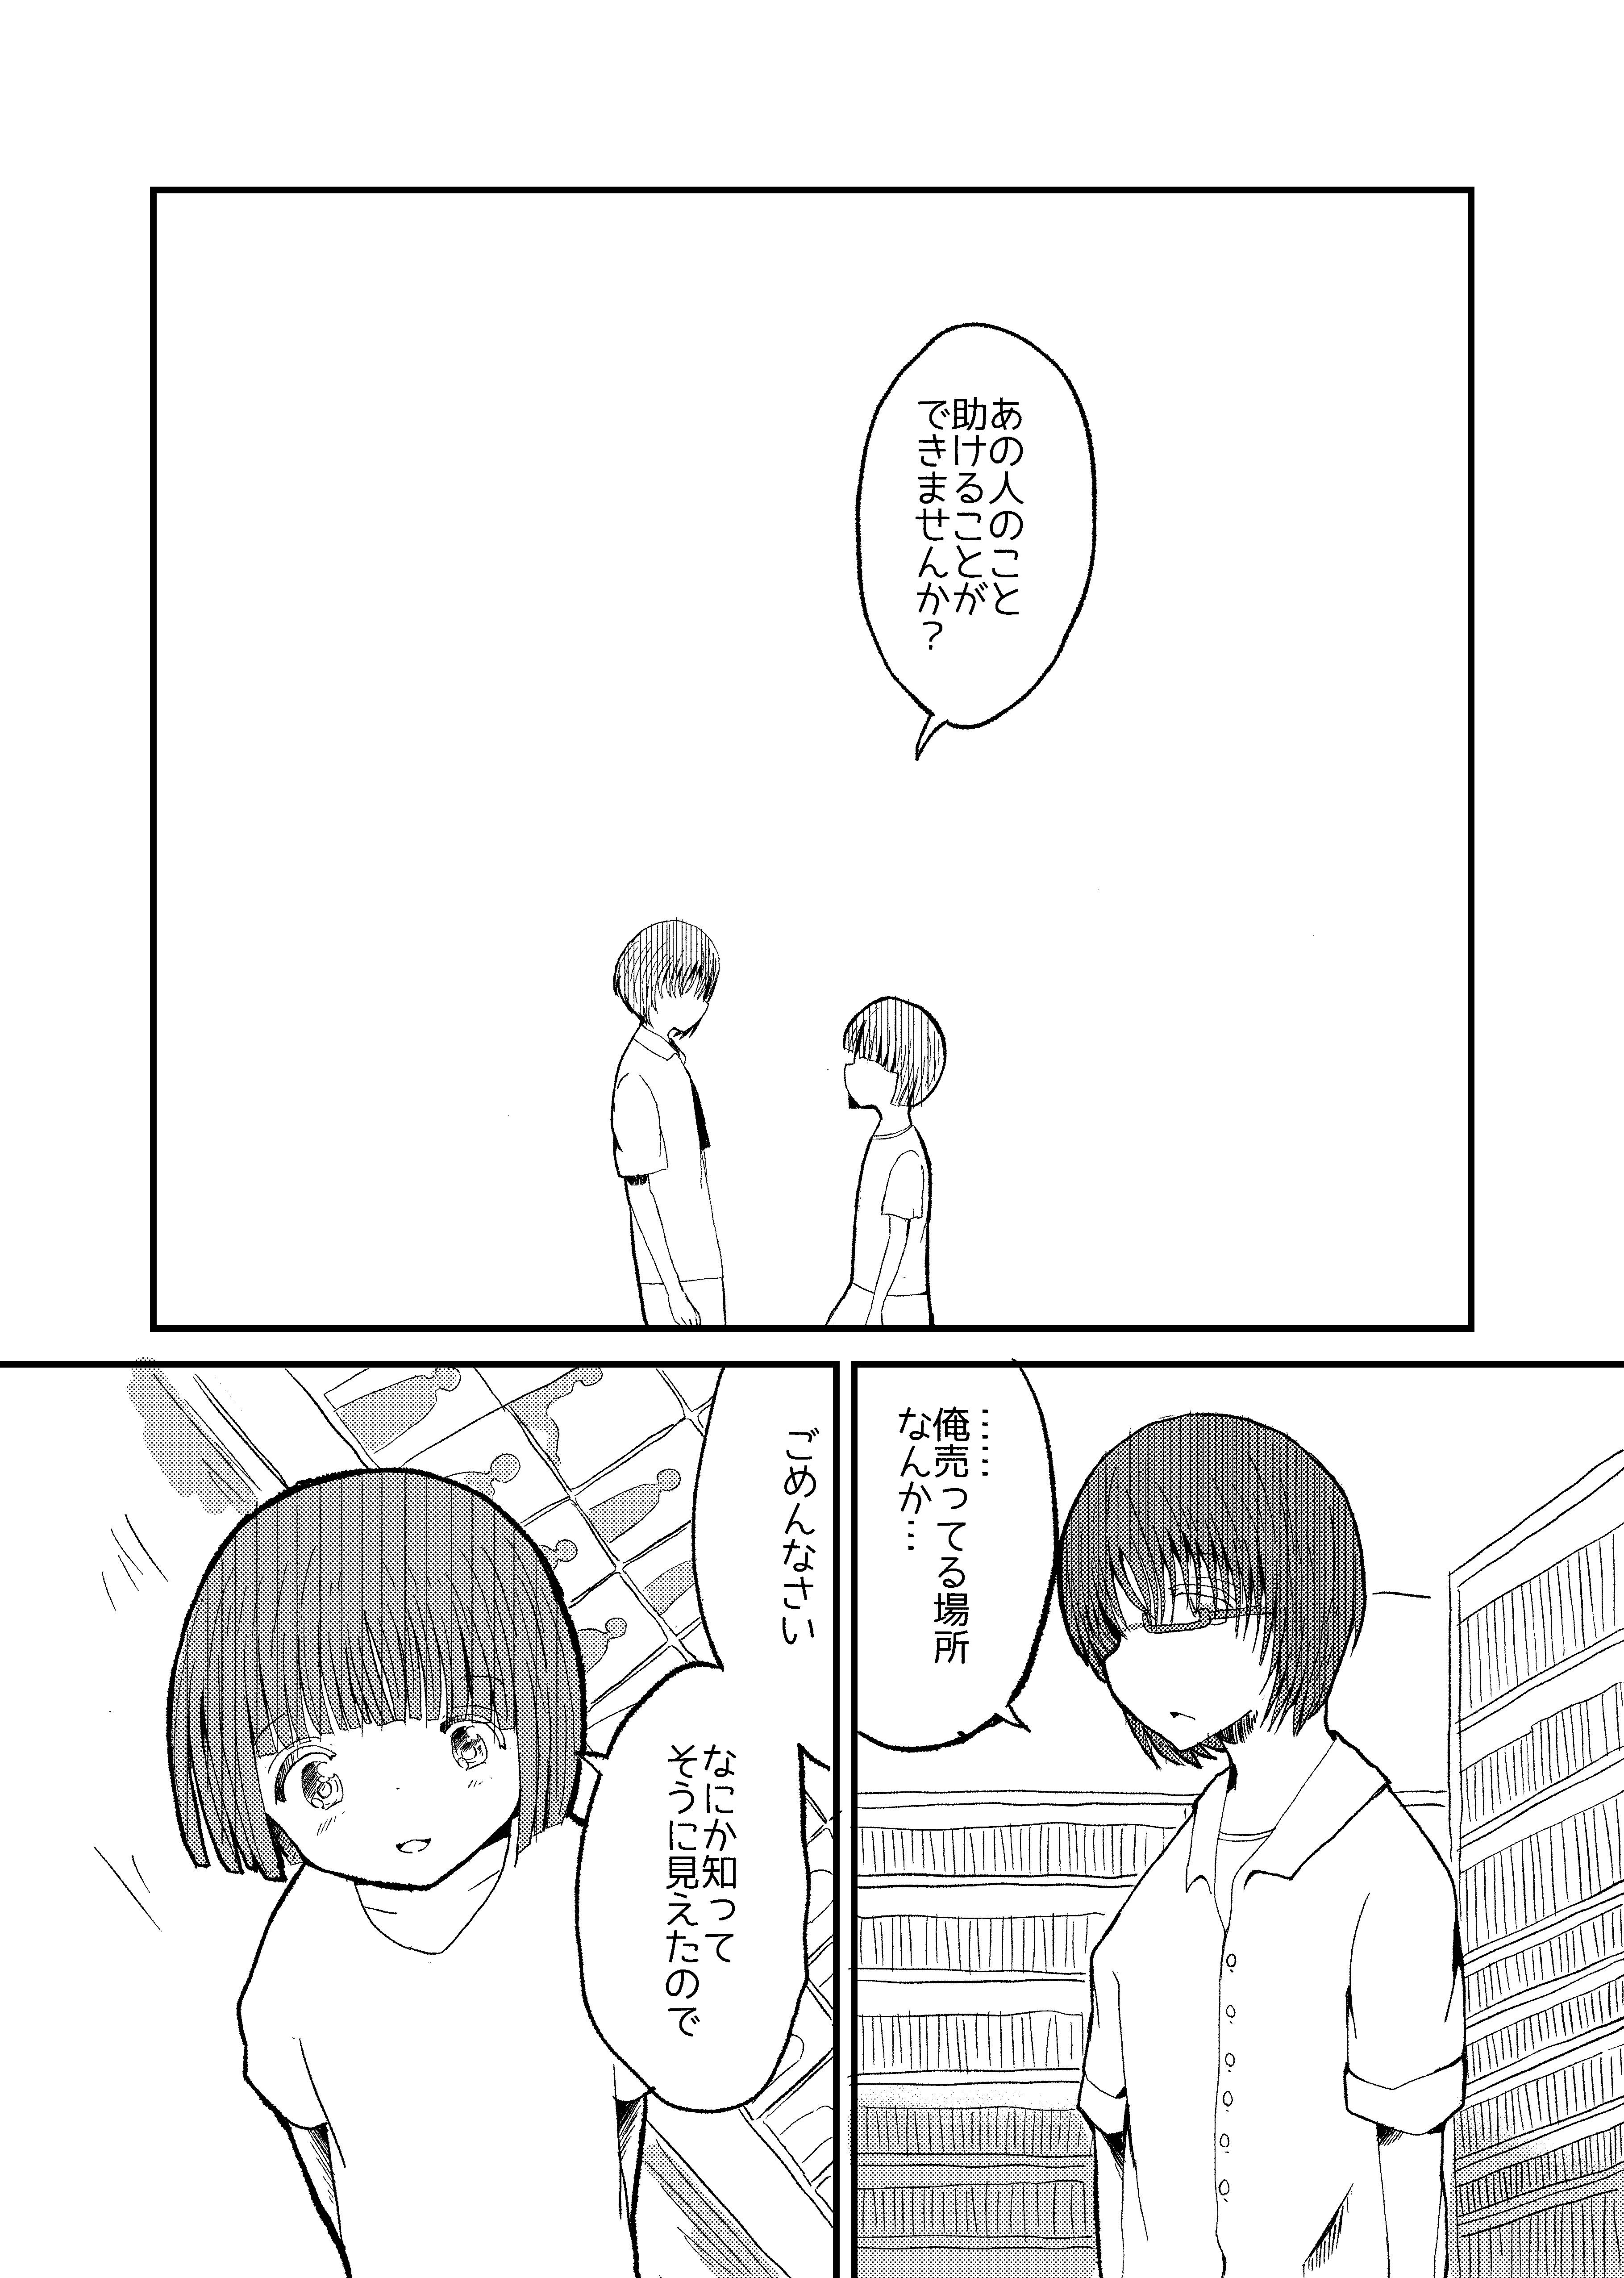 あの人のこと
助けることが
できませんか？
……
俺売ってる場所
なんか…
ごめんなさい
なにか知って
そうに見えたので